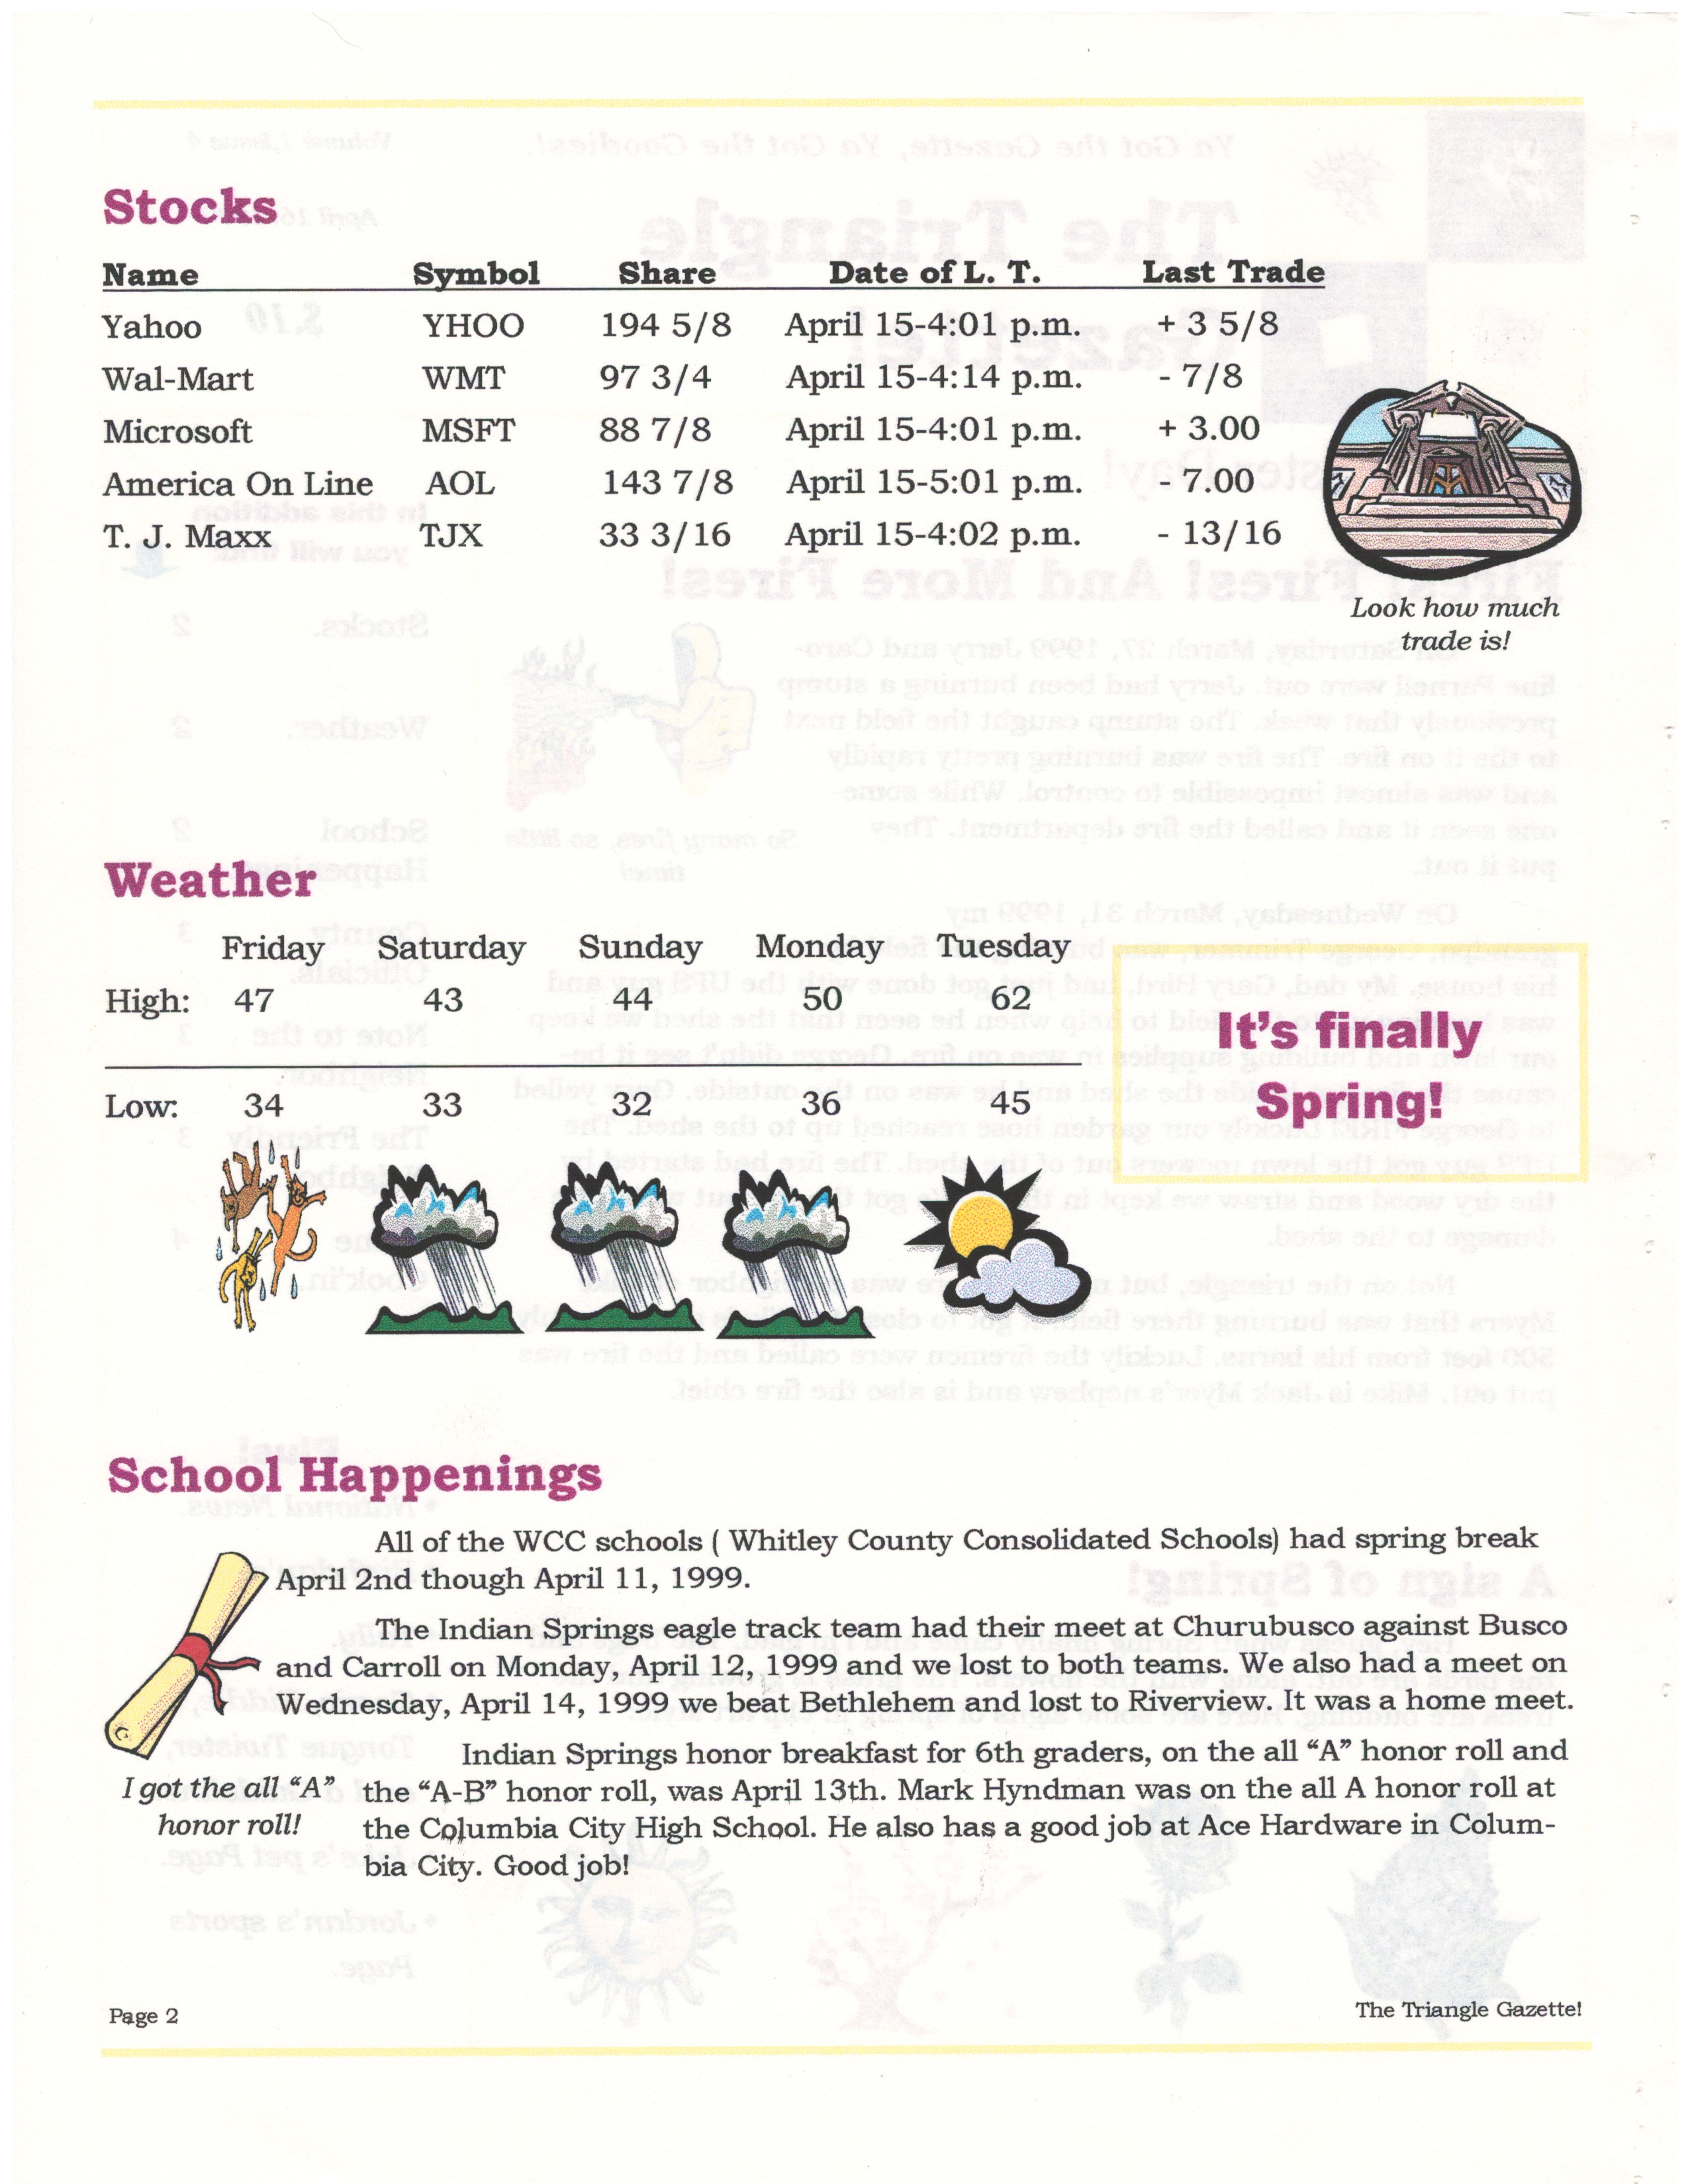 Stocks
Name Symbol Share Date of L. T. Last Trade
Yahoo YHOO 194 5/8 April 15-4:01 p.m. + 3 5/8
Wal-Mart WMT 97 3/4 April 15-4:14 p.m. - 7/8
Microsoft MSFT 88 7/8 April 15-4:01 p.m. + 3.00
America On Line AOL 143 7/8 April 15-5:01 p.m. - 7.00
T. J. Maxx TJX 33 3/16 April 15-4:02 p.m. - 13/16
Look how much
trade is!
Weather
Friday Saturday Sunday Monday Tuesday
High: 47 43 44 50 62
Low: 34 33 32 36 45
It's finally
Spring!
School Happenings
All of the WCC schools ( Whitley County Consolidated Schools) had spring break
April 2nd though April 11, 1999.
The Indian Springs eagle track team had their meet at Churubusco against Busco
and Carroll on Monday, April 12, 1999 and we lost to both teams. We also had a meet on
Wednesday, April 14, 1999 we beat Bethlehem and lost to Riverview. It was a home meet.
Indian Springs honor breakfast for 6th graders, on the all “A” honor roll and
the “A-B” honor roll, was April 13th. Mark Hyndman was on the all A honor roll at
the Columbia City High School. He also has a good job at Ace Hardware in Colum-
bia City. Good job!
I got the all “A”
honor roll!
Page 2
The Triangle Gazette!